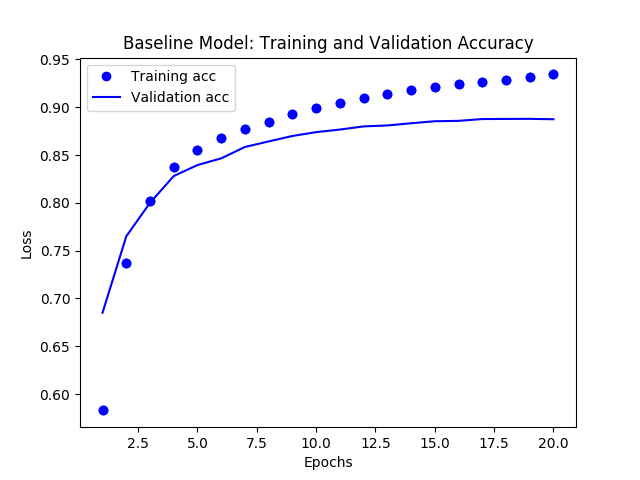 Baseline Model: Training and Validation Accuracy
Training acc
Validation acc
0.95
0.90
0.85
0.80
0.75
0.70
0.65
0.60
Loss
2.5 5.0 7.5 10.0 12.5 15.0 17.5 20.0
Epochs